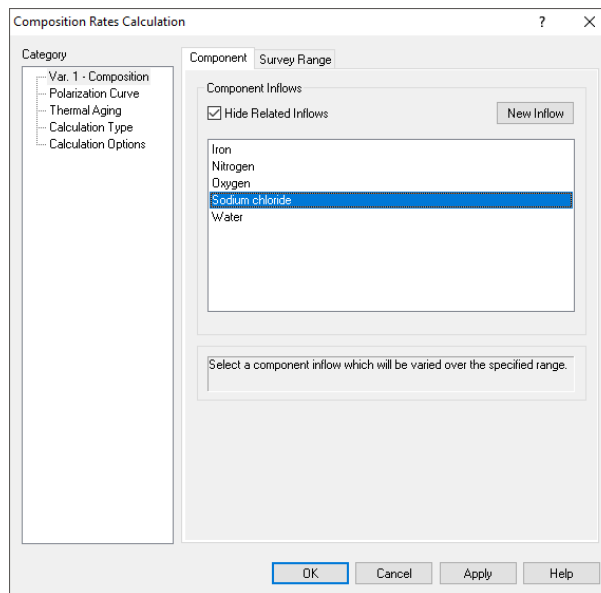 Composition Rates Calculation
Category
Var. 1 - Composition
Polarization Curve
Thermal Aging
Calculation Type
Calculation Options
Component
Survey Range
Component Inflows
Hide Related Inflows
New Inflow
Iron
Nitrogen
Oxygen
Sodium chloride
Water
Select a component inflow which will be varied over the specified range.
OK
Cancel
Apply
Help